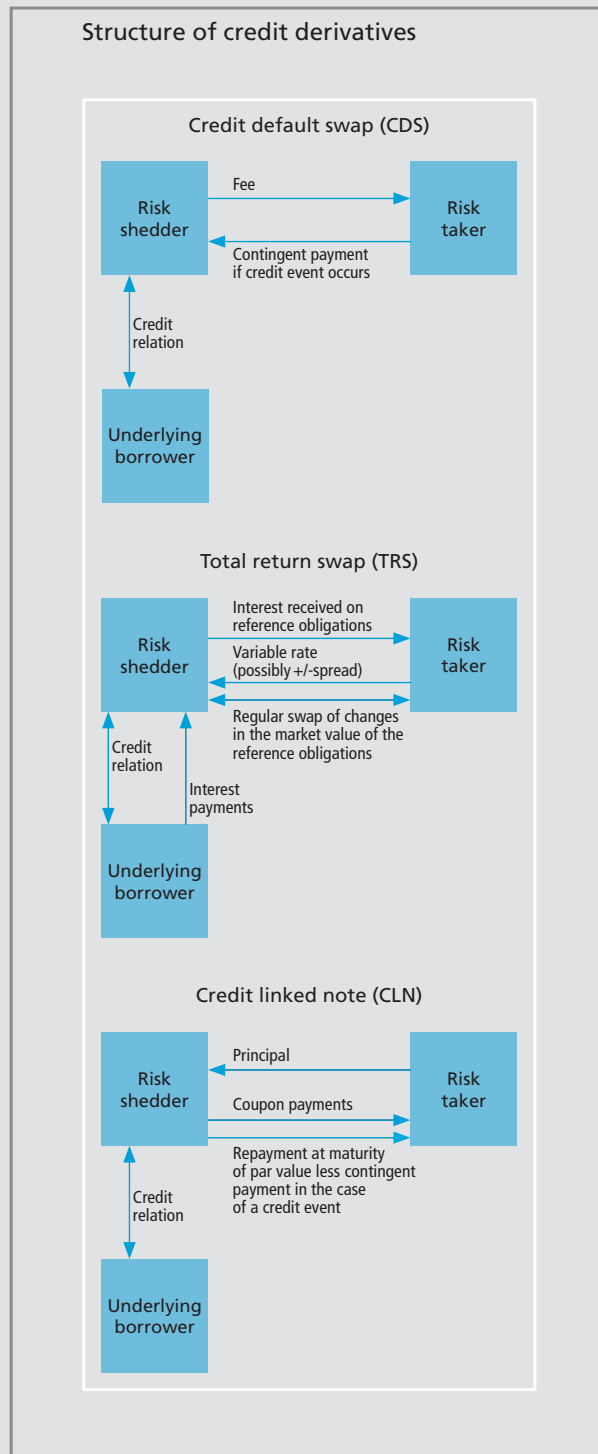 Structure of credit derivatives
Credit default swap (CDS)
Risk
shedder
Fee
Risk
taker
Contingent payment
if credit event occurs
Credit
relation
Underlying
borrower
Total return swap (TRS)
Risk
shedder
Interest received on
reference obligations
Variable rate
(possibly +/-spread)
Risk
taker
Regular swap of changes
in the market value of the
reference obligations
Credit
relation
Interest
payments
Underlying
borrower
Credit linked note (CLN)
Risk
shedder
Principal
Coupon payments
Risk
taker
Repayment at maturity
of par value less contingent
payment in the case
of a credit event
Credit
relation
Underlying
borrower